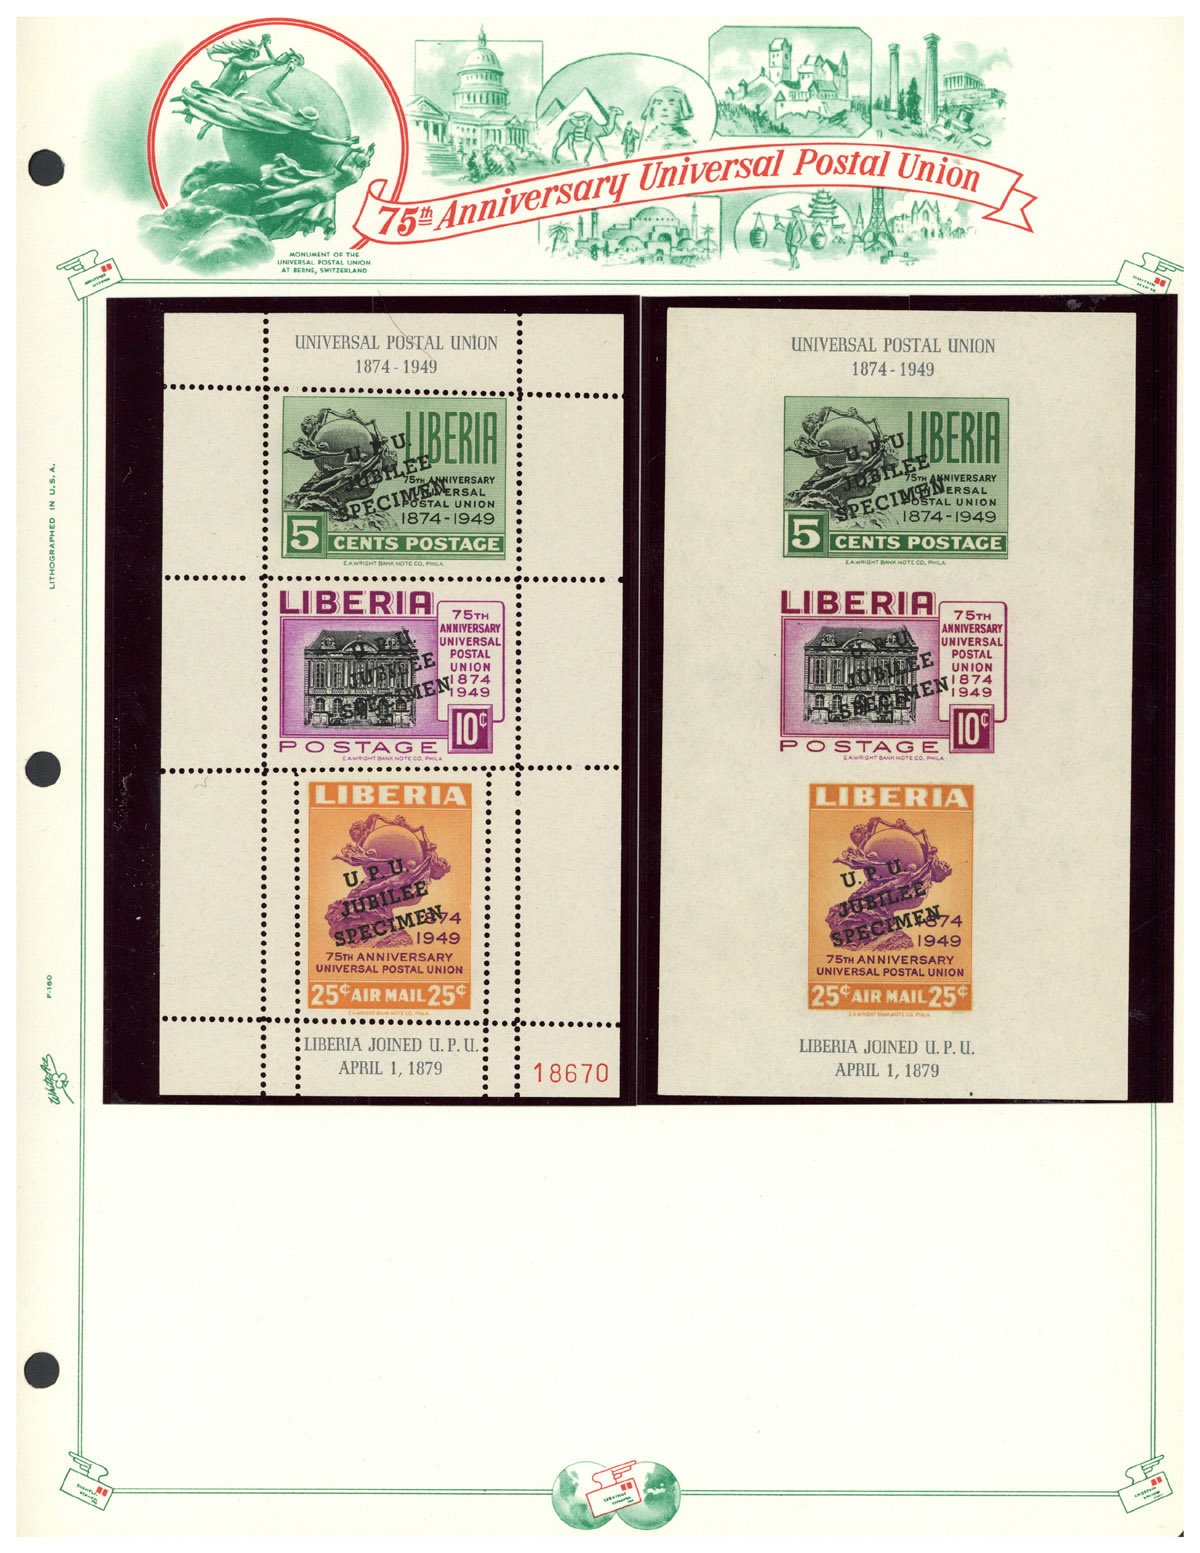 75th Anniversary Universal Postal Union
MONUMENT OF THE
UNIVERSAL POSTAL UNION
AT BERNE, SWITZERLAND
LITHOGRAPHED IN U.S.A.
F-160
White Ace
UNIVERSAL POSTAL UNION
1874 - 1949
LIBERIA
75TH ANNIVERSARY
UNIVERSAL
POSTAL UNION
1874-1949
5 CENTS POSTAGE
U. P. U.
JUBILEE
SPECIMEN
E.A.WRIGHT BANK NOTE CO., PHILA.
LIBERIA
75TH
ANNIVERSARY
UNIVERSAL
POSTAL
UNION
1874
1949
10¢
POSTAGE
U. P. U.
JUBILEE
SPECIMEN
E.A.WRIGHT BANK NOTE CO., PHILA.
LIBERIA
U. P. U.
JUBILEE
SPECIMEN
1874
1949
75TH ANNIVERSARY
UNIVERSAL POSTAL UNION
25¢ AIR MAIL 25¢
E.A.WRIGHT BANK NOTE CO., PHILA.
LIBERIA JOINED U. P. U.
APRIL 1, 1879
18670
UNIVERSAL POSTAL UNION
1874 - 1949
LIBERIA
75TH ANNIVERSARY
UNIVERSAL
POSTAL UNION
1874-1949
5 CENTS POSTAGE
U. P. U.
JUBILEE
SPECIMEN
E.A.WRIGHT BANK NOTE CO., PHILA.
LIBERIA
75TH
ANNIVERSARY
UNIVERSAL
POSTAL
UNION
1874
1949
10¢
POSTAGE
U. P. U.
JUBILEE
SPECIMEN
E.A.WRIGHT BANK NOTE CO., PHILA.
LIBERIA
U. P. U.
JUBILEE
SPECIMEN
1874
1949
75TH ANNIVERSARY
UNIVERSAL POSTAL UNION
25¢ AIR MAIL 25¢
E.A.WRIGHT BANK NOTE CO., PHILA.
LIBERIA JOINED U. P. U.
APRIL 1, 1879